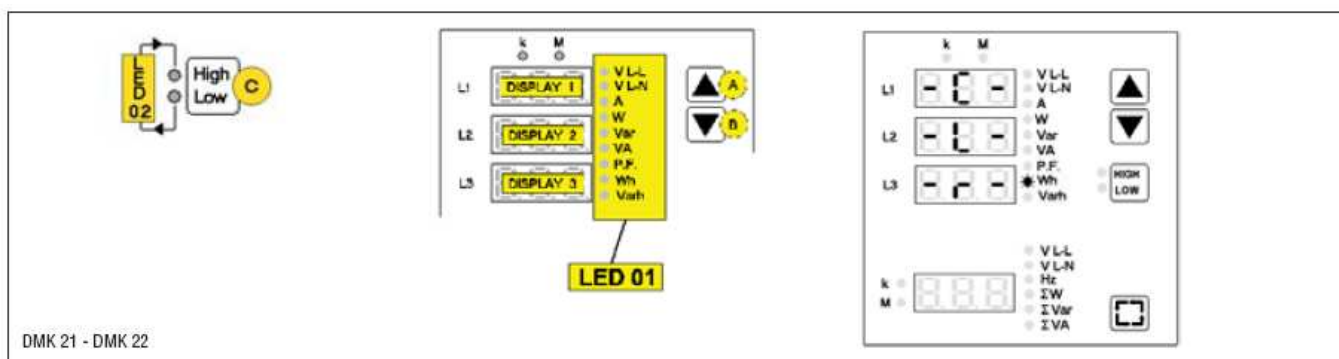 LED
02
High
Low
C
k M
L1
L2
L3
DISPLAY 1
DISPLAY 2
DISPLAY 3
V L-L
V L-N
A
W
Var
VA
P.F.
Wh
Varh
A
B
LED 01
k M
L1
L2
L3
- C -
- L -
- r -
V L-L
V L-N
A
W
Var
VA
P.F.
Wh
Varh
HIGH
LOW
k
M
V L-L
V L-N
Hz
ΣW
ΣVar
ΣVA
DMK 21 - DMK 22